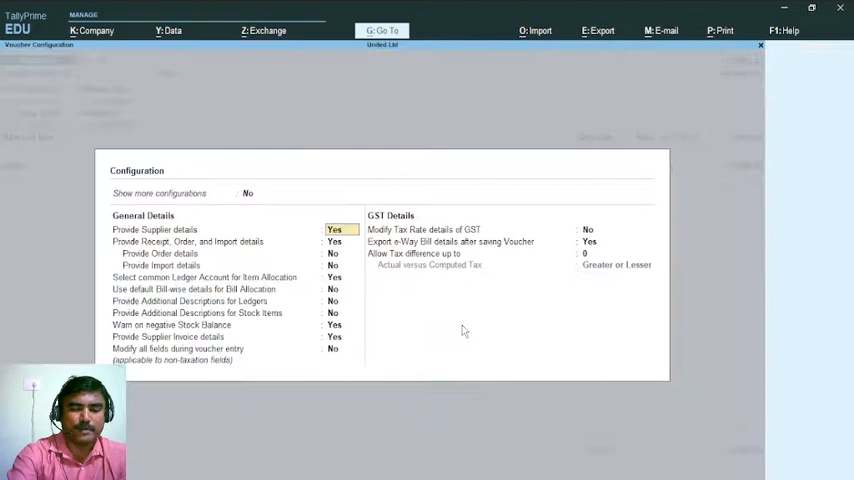 TallyPrime
EDU
MANAGE
K: Company
Y: Data
Z: Exchange
G: Go To
O: Import
E: Export
M: E-mail
P: Print
F1: Help
Voucher Configuration
United Ltd
Configuration
Show more configurations : No
General Details
Provide Supplier details : Yes
Provide Receipt, Order, and Import details : Yes
Provide Order details : No
Provide Import details : No
Select common Ledger Account for Item Allocation : Yes
Use default Bill-wise details for Bill Allocation : No
Provide Additional Descriptions for Ledgers : No
Provide Additional Descriptions for Stock Items : No
Warn on negative Stock Balance : Yes
Provide Supplier Invoice details : Yes
Modify all fields during voucher entry : No
(applicable to non-taxation fields)
GST Details
Modify Tax Rate details of GST : No
Export e-Way Bill details after saving Voucher : Yes
Allow Tax difference up to : 0
Actual versus Computed Tax : Greater or Lesser